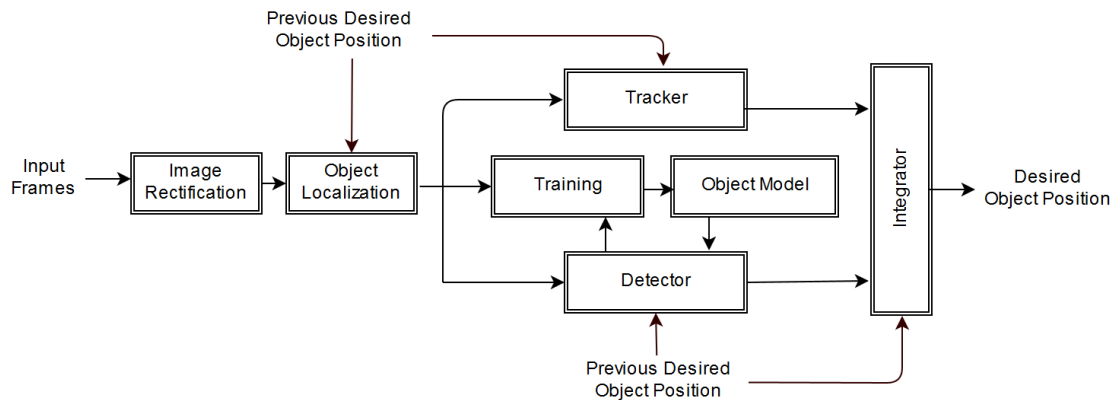 Previous Desired
Object Position
Tracker
Input
Frames
Image
Rectification
Object
Localization
Training
Object Model
Integrator
Desired
Object Position
Detector
Previous Desired
Object Position